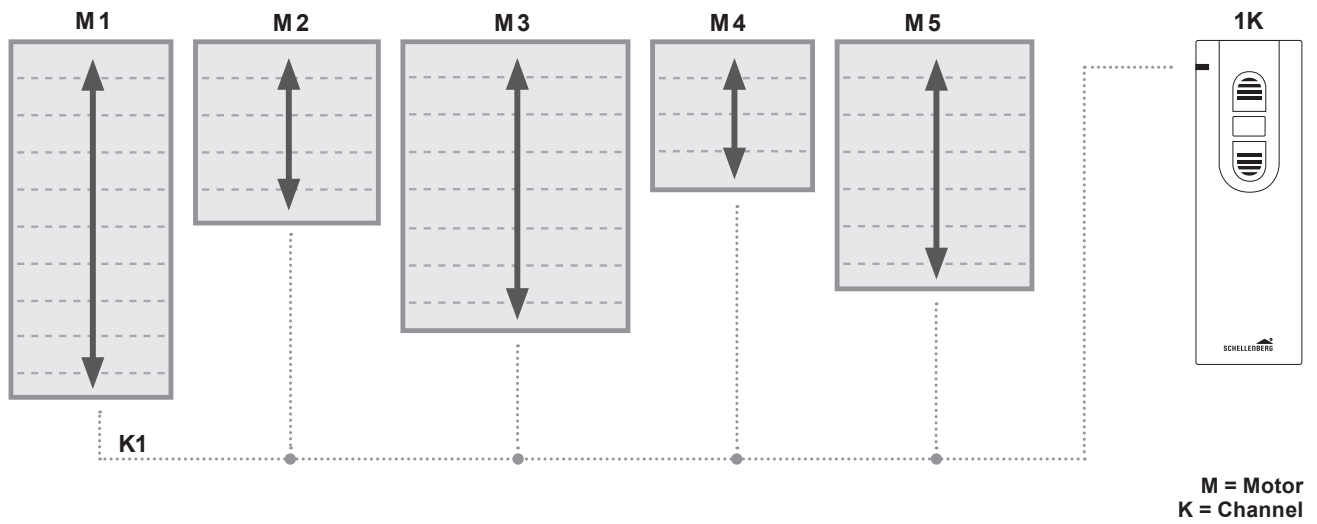 M1 M2 M3 M4 M5 1K
SCHELLENBERG
K1
M = Motor
K = Channel